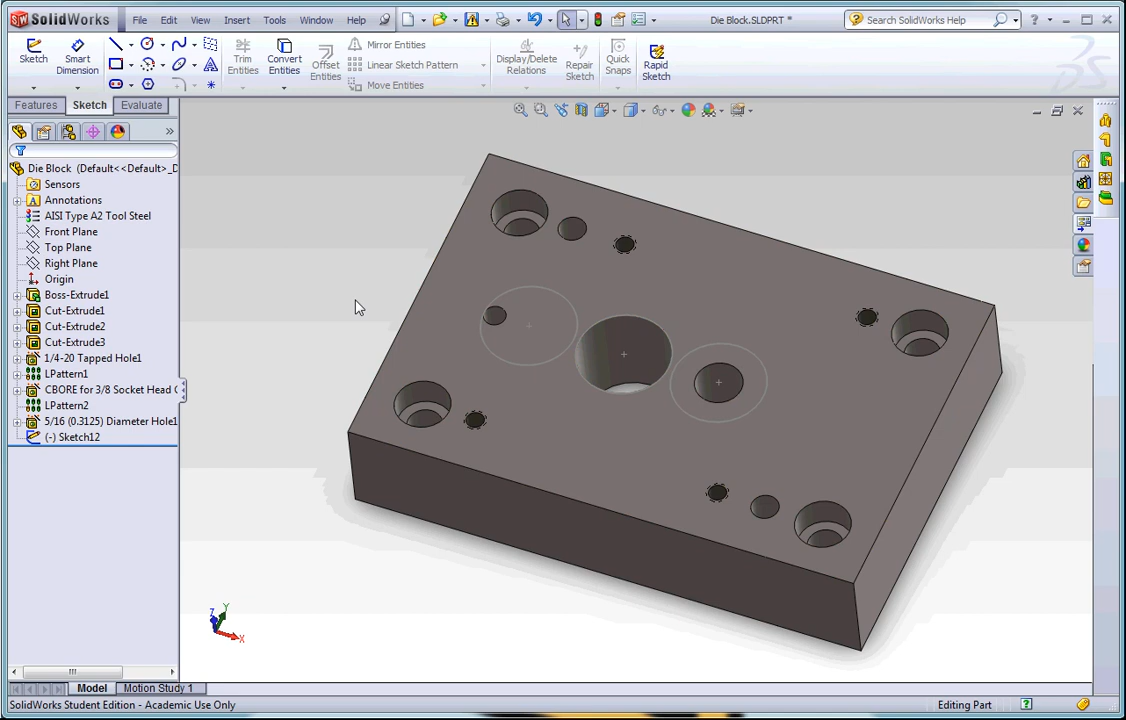 SolidWorks File Edit View Insert Tools Window Help Die Block.SLDPRT * Search SolidWorks Help ?
Sketch Smart Dimension Trim Entities Convert Entities Offset Entities Mirror Entities Display/Delete Relations Repair Sketch Quick Snaps Rapid Sketch
Linear Sketch Pattern
Move Entities
Features Sketch Evaluate
Die Block (Default<<Default>_D
Sensors
Annotations
AISI Type A2 Tool Steel
Front Plane
Top Plane
Right Plane
Origin
Boss-Extrude1
Cut-Extrude1
Cut-Extrude2
Cut-Extrude3
1/4-20 Tapped Hole1
LPattern1
CBORE for 3/8 Socket Head C
LPattern2
5/16 (0.3125) Diameter Hole1
(-) Sketch12
Z Y X
Model Motion Study 1
SolidWorks Student Edition - Academic Use Only Editing Part